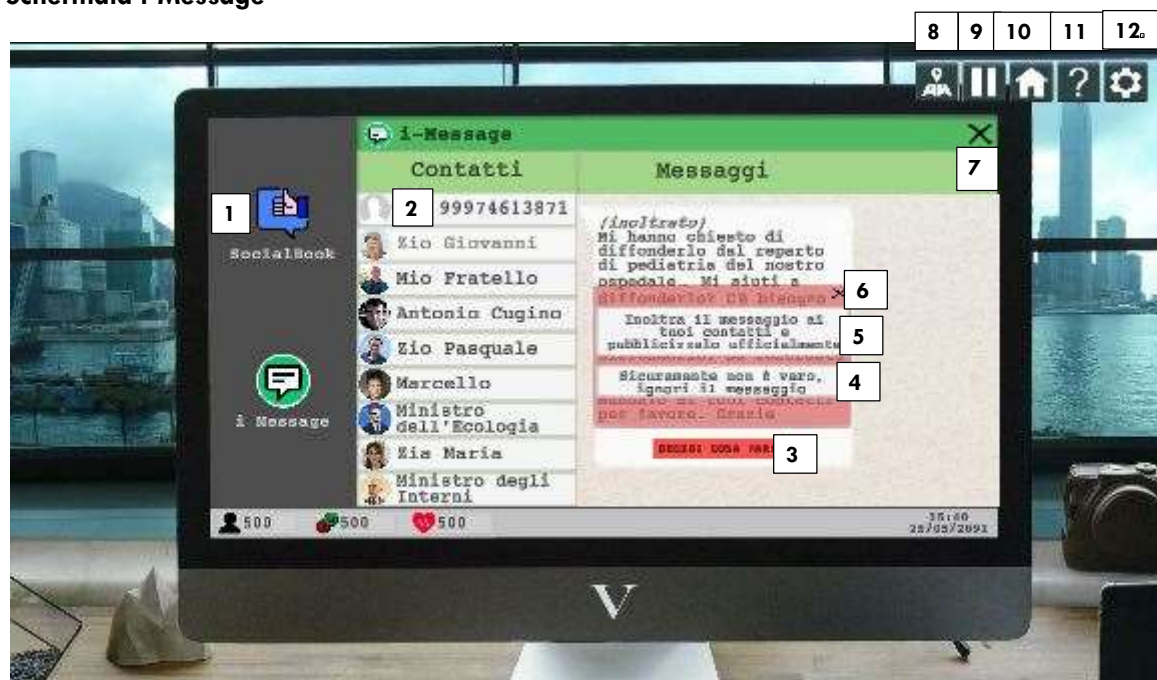 Schermata i-Message
8 9 10 11 12.
i-Message
7
Contatti
Messaggi
1
SocialBook
i Message
2 99974613871
Zio Giovanni
Mio Fratello
Antonio Cugino
Zio Pasquale
Marcello
Ministro
dell'Ecologia
Zia Maria
Ministro degli
Interni
(inoltrato)
Mi hanno chiesto di
diffonderlo dal reparto
di pediatria del nostro
ospedale. Mi aiuti a
diffonderlo? C'è bisogno
6
Inoltra il messaggio ai
tuoi contatti e
pubblicizzalo ufficialmente
5
Sicuramente non è vero,
ignori il messaggio
4
tuoi contatti
per favore. Grazie
DECIDI COSA FARE
3
500 500 500
25/05/2091
V